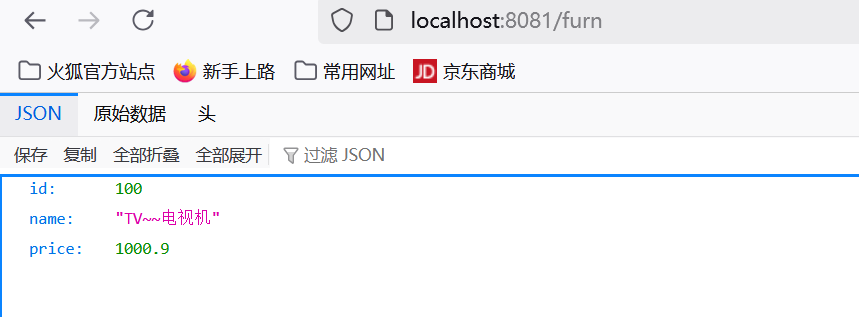 localhost:8081/furn
火狐官方站点 新手上路 常用网址 JD 京东商城
JSON 原始数据 头
保存 复制 全部折叠 全部展开 过滤 JSON
id: 100
name: "TV~~电视机"
price: 1000.9